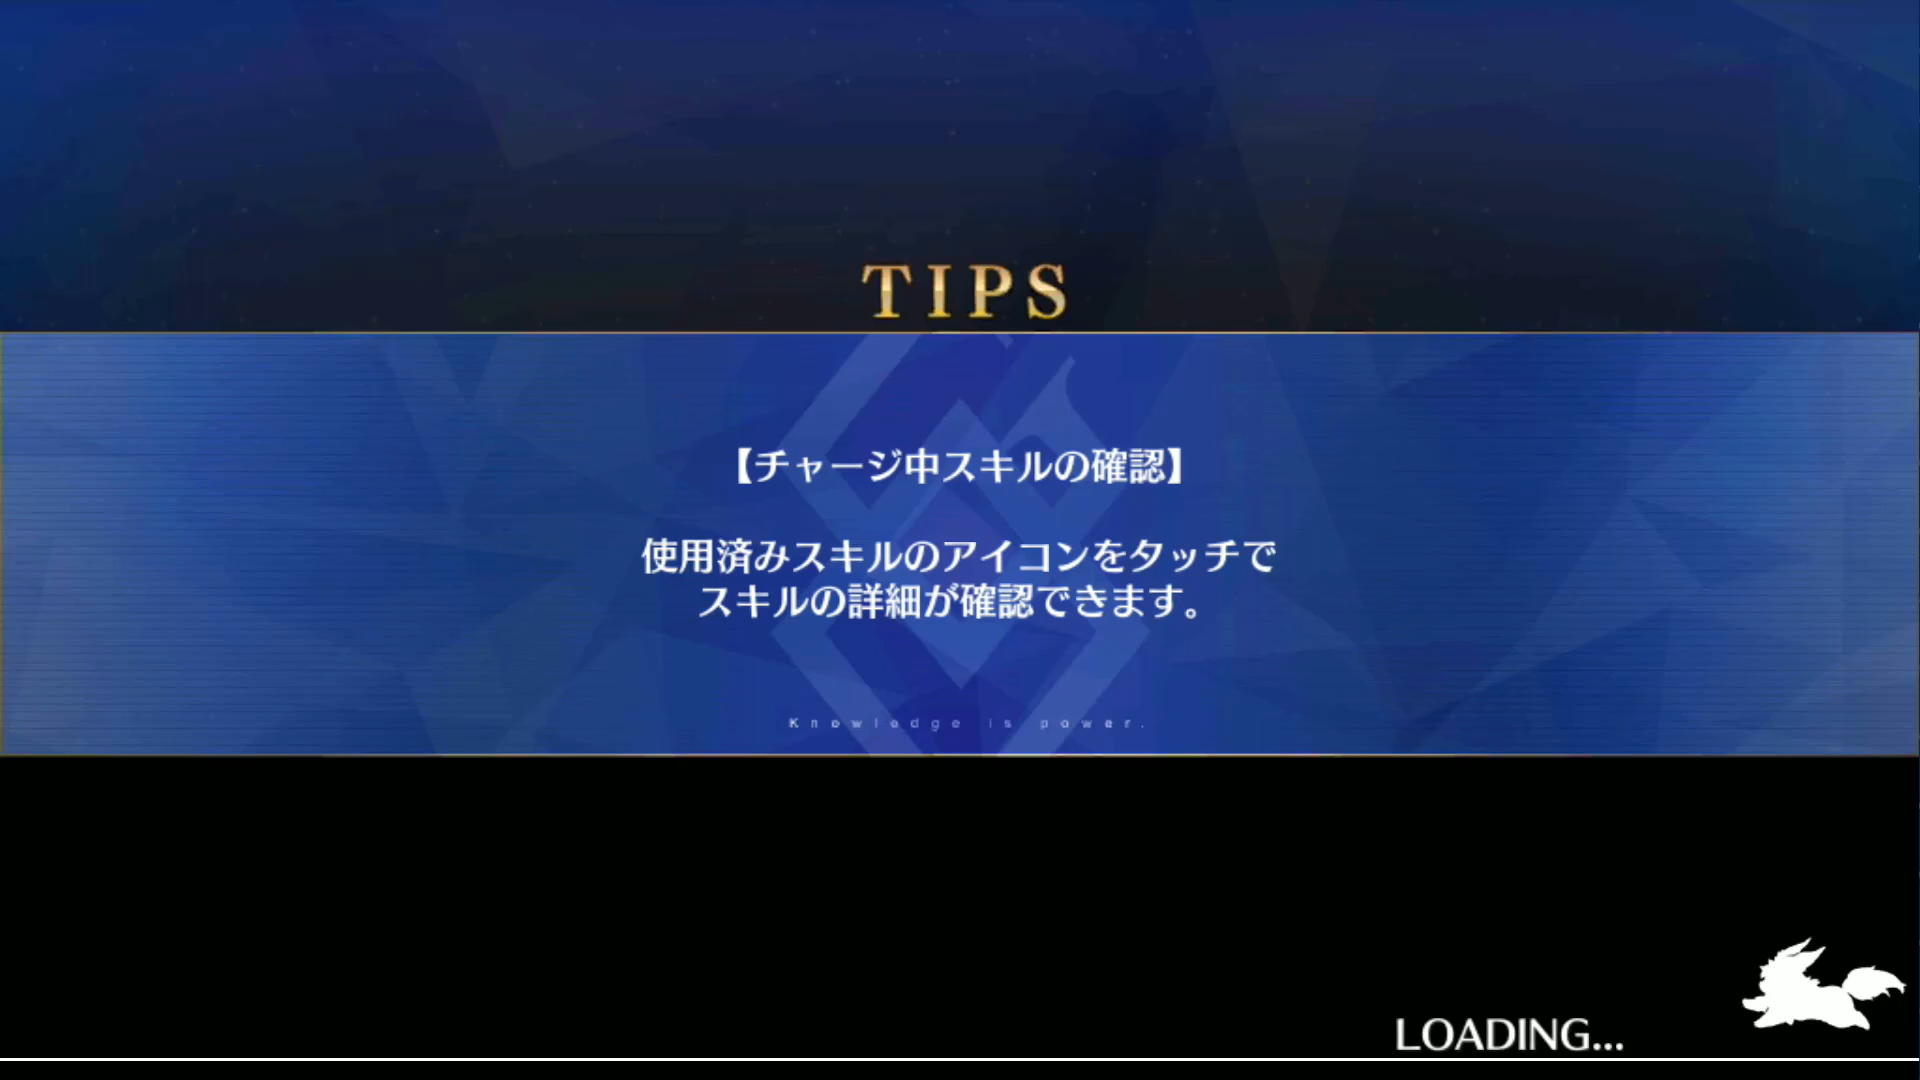 TIPS
【チャージ中スキルの確認】
使用済みスキルのアイコンをタッチで
スキルの詳細が確認できます。
Knowledge is power.
LOADING...